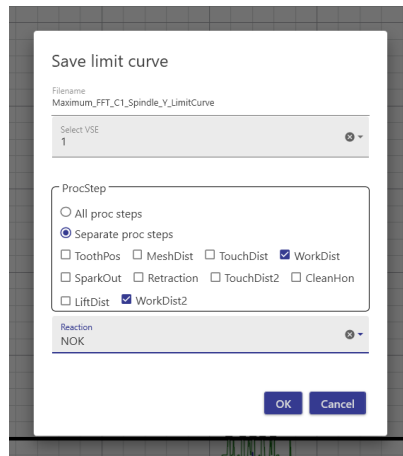 Save limit curve
Filename
Maximum_FFT_C1_Spindle_Y_LimitCurve
Select VSE
1
ProcStep
All proc steps
Separate proc steps
ToothPos MeshDist TouchDist WorkDist
SparkOut Retraction TouchDist2 CleanHon
LiftDist WorkDist2
Reaction
NOK
OK Cancel